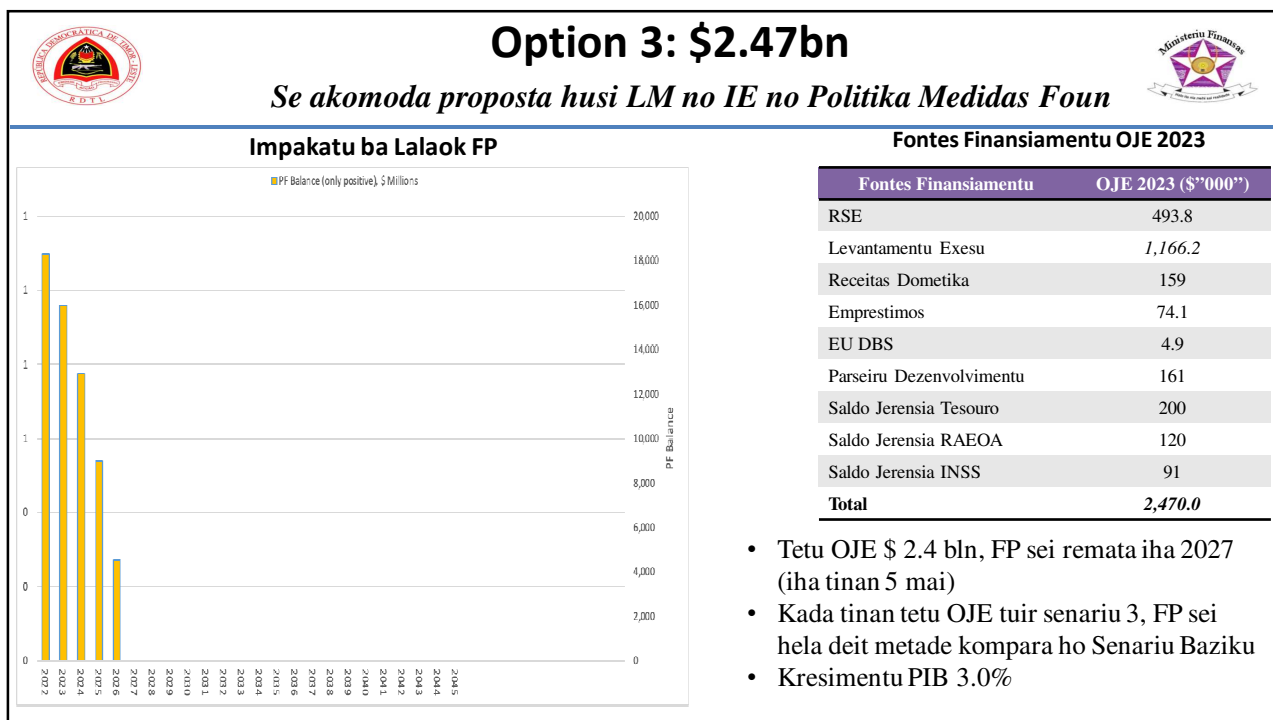 Option 3: $2.47bn
Se akomoda proposta husi LM no IE no Politika Medidas Foun
REPÚBLICA DEMOCRÁTICA DE TIMOR-LESTE
RDTL
Ministeriu Finansas
Impakatu ba Lalaok FP
PF Balance (only positive), $ Millions
1
1
1
1
0
0
0
20,000
18,000
16,000
14,000
12,000
10,000
8,000
6,000
4,000
2,000
0
PF Balance
2022 2023 2024 2025 2026 2027 2028 2029 2030 2031 2032 2033 2034 2035 2036 2037 2038 2039 2040 2041 2042 2043 2044 2045
Fontes Finansiamentu OJE 2023
Fontes Finansiamentu OJE 2023 ($”000”)
RSE 493.8
Levantamentu Exesu 1,166.2
Receitas Dometika 159
Emprestimos 74.1
EU DBS 4.9
Parseiru Dezenvolvimentu 161
Saldo Jerensia Tesouro 200
Saldo Jerensia RAEOA 120
Saldo Jerensia INSS 91
Total 2,470.0
• Tetu OJE $ 2.4 bln, FP sei remata iha 2027
(iha tinan 5 mai)
• Kada tinan tetu OJE tuir senariu 3, FP sei
hela deit metade kompara ho Senariu Baziku
• Kresimentu PIB 3.0%